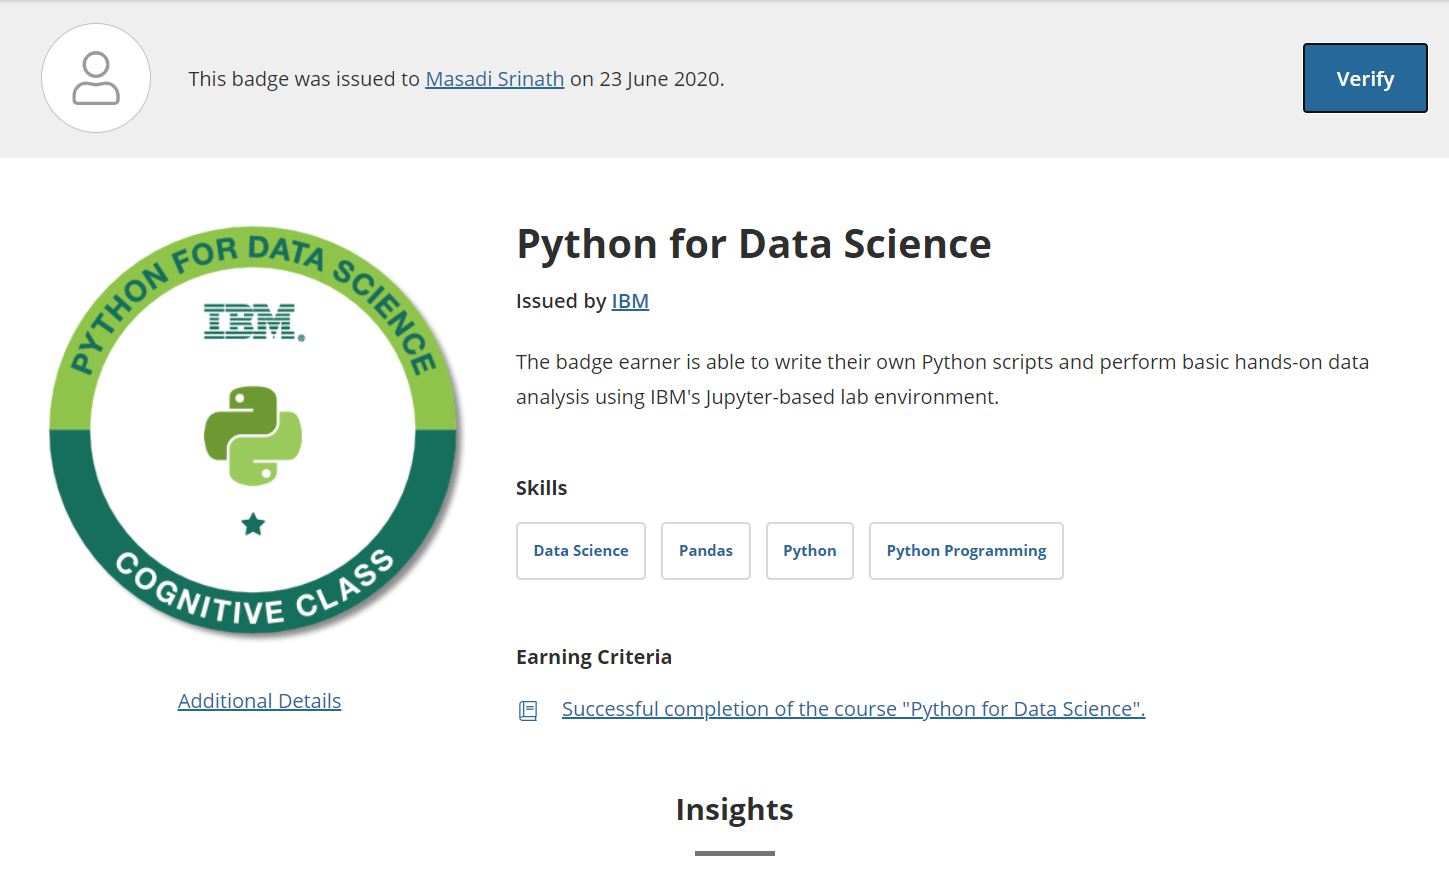 This badge was issued to Masadi Srinath on 23 June 2020.
Verify
PYTHON FOR DATA SCIENCE
IBM®
COGNITIVE CLASS
Additional Details
Python for Data Science
Issued by IBM
The badge earner is able to write their own Python scripts and perform basic hands-on data
analysis using IBM's Jupyter-based lab environment.
Skills
Data Science
Pandas
Python
Python Programming
Earning Criteria
Successful completion of the course "Python for Data Science".
Insights